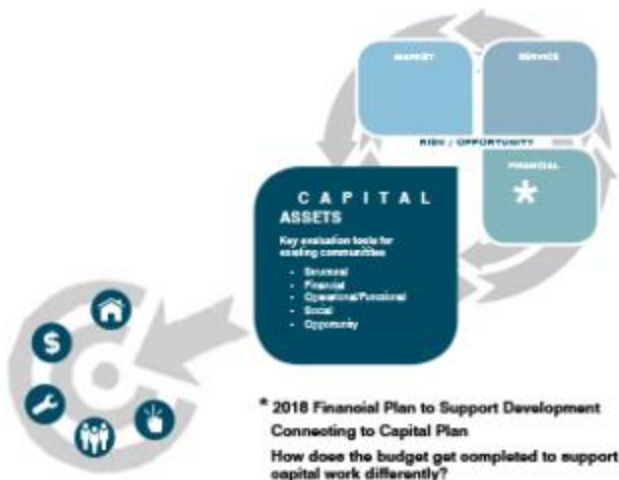 MARKET
SERVICE
RISK / OPPORTUNITY
FINANCIAL
*
CAPITAL
ASSETS
Key evaluation tools for
existing communities
• Structural
• Financial
• Operational/Functional
• Social
• Opportunity
$
* 2018 Financial Plan to Support Development
Connecting to Capital Plan
How does the budget get completed to support
capital work differently?